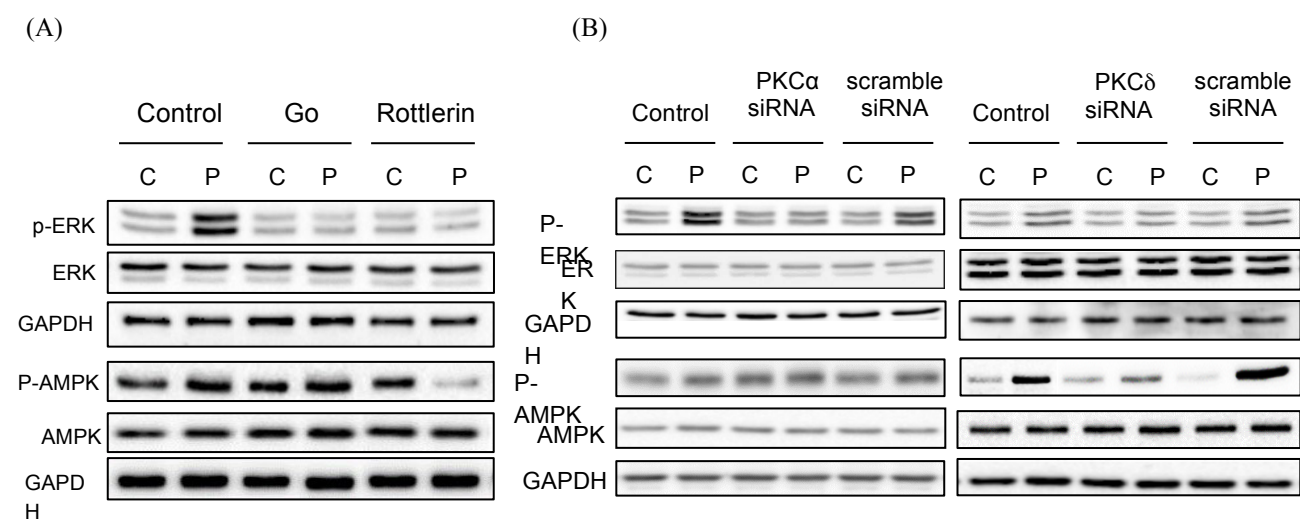 (A)
Control Go Rottlerin
C P C P C P
p-ERK
ERK
GAPDH
P-AMPK
AMPK
GAPD
H
(B)
Control PKCα siRNA scramble siRNA Control PKCδ siRNA scramble siRNA
C P C P C P C P C P C P
P-
ERK
ER
K
GAPD
H
P-
AMPK
AMPK
GAPDH